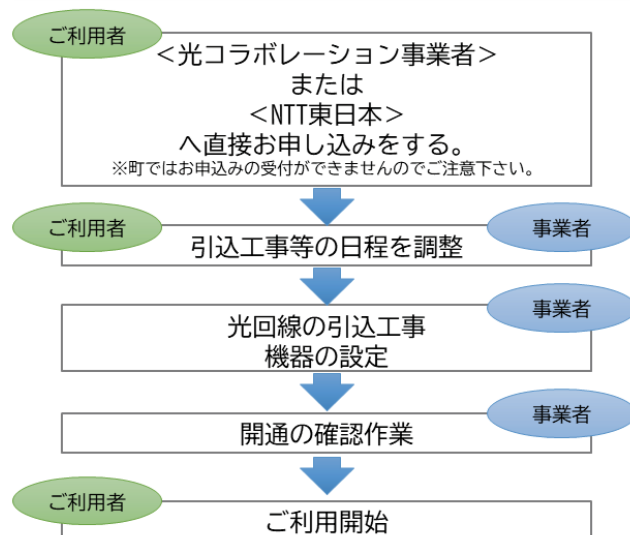 ご利用者
＜光コラボレーション事業者＞
または
＜NTT東日本＞
へ直接お申し込みをする。
※町ではお申込みの受付ができませんのでご注意下さい。
ご利用者
事業者
引込工事等の日程を調整
事業者
光回線の引込工事
機器の設定
事業者
開通の確認作業
ご利用者
ご利用開始